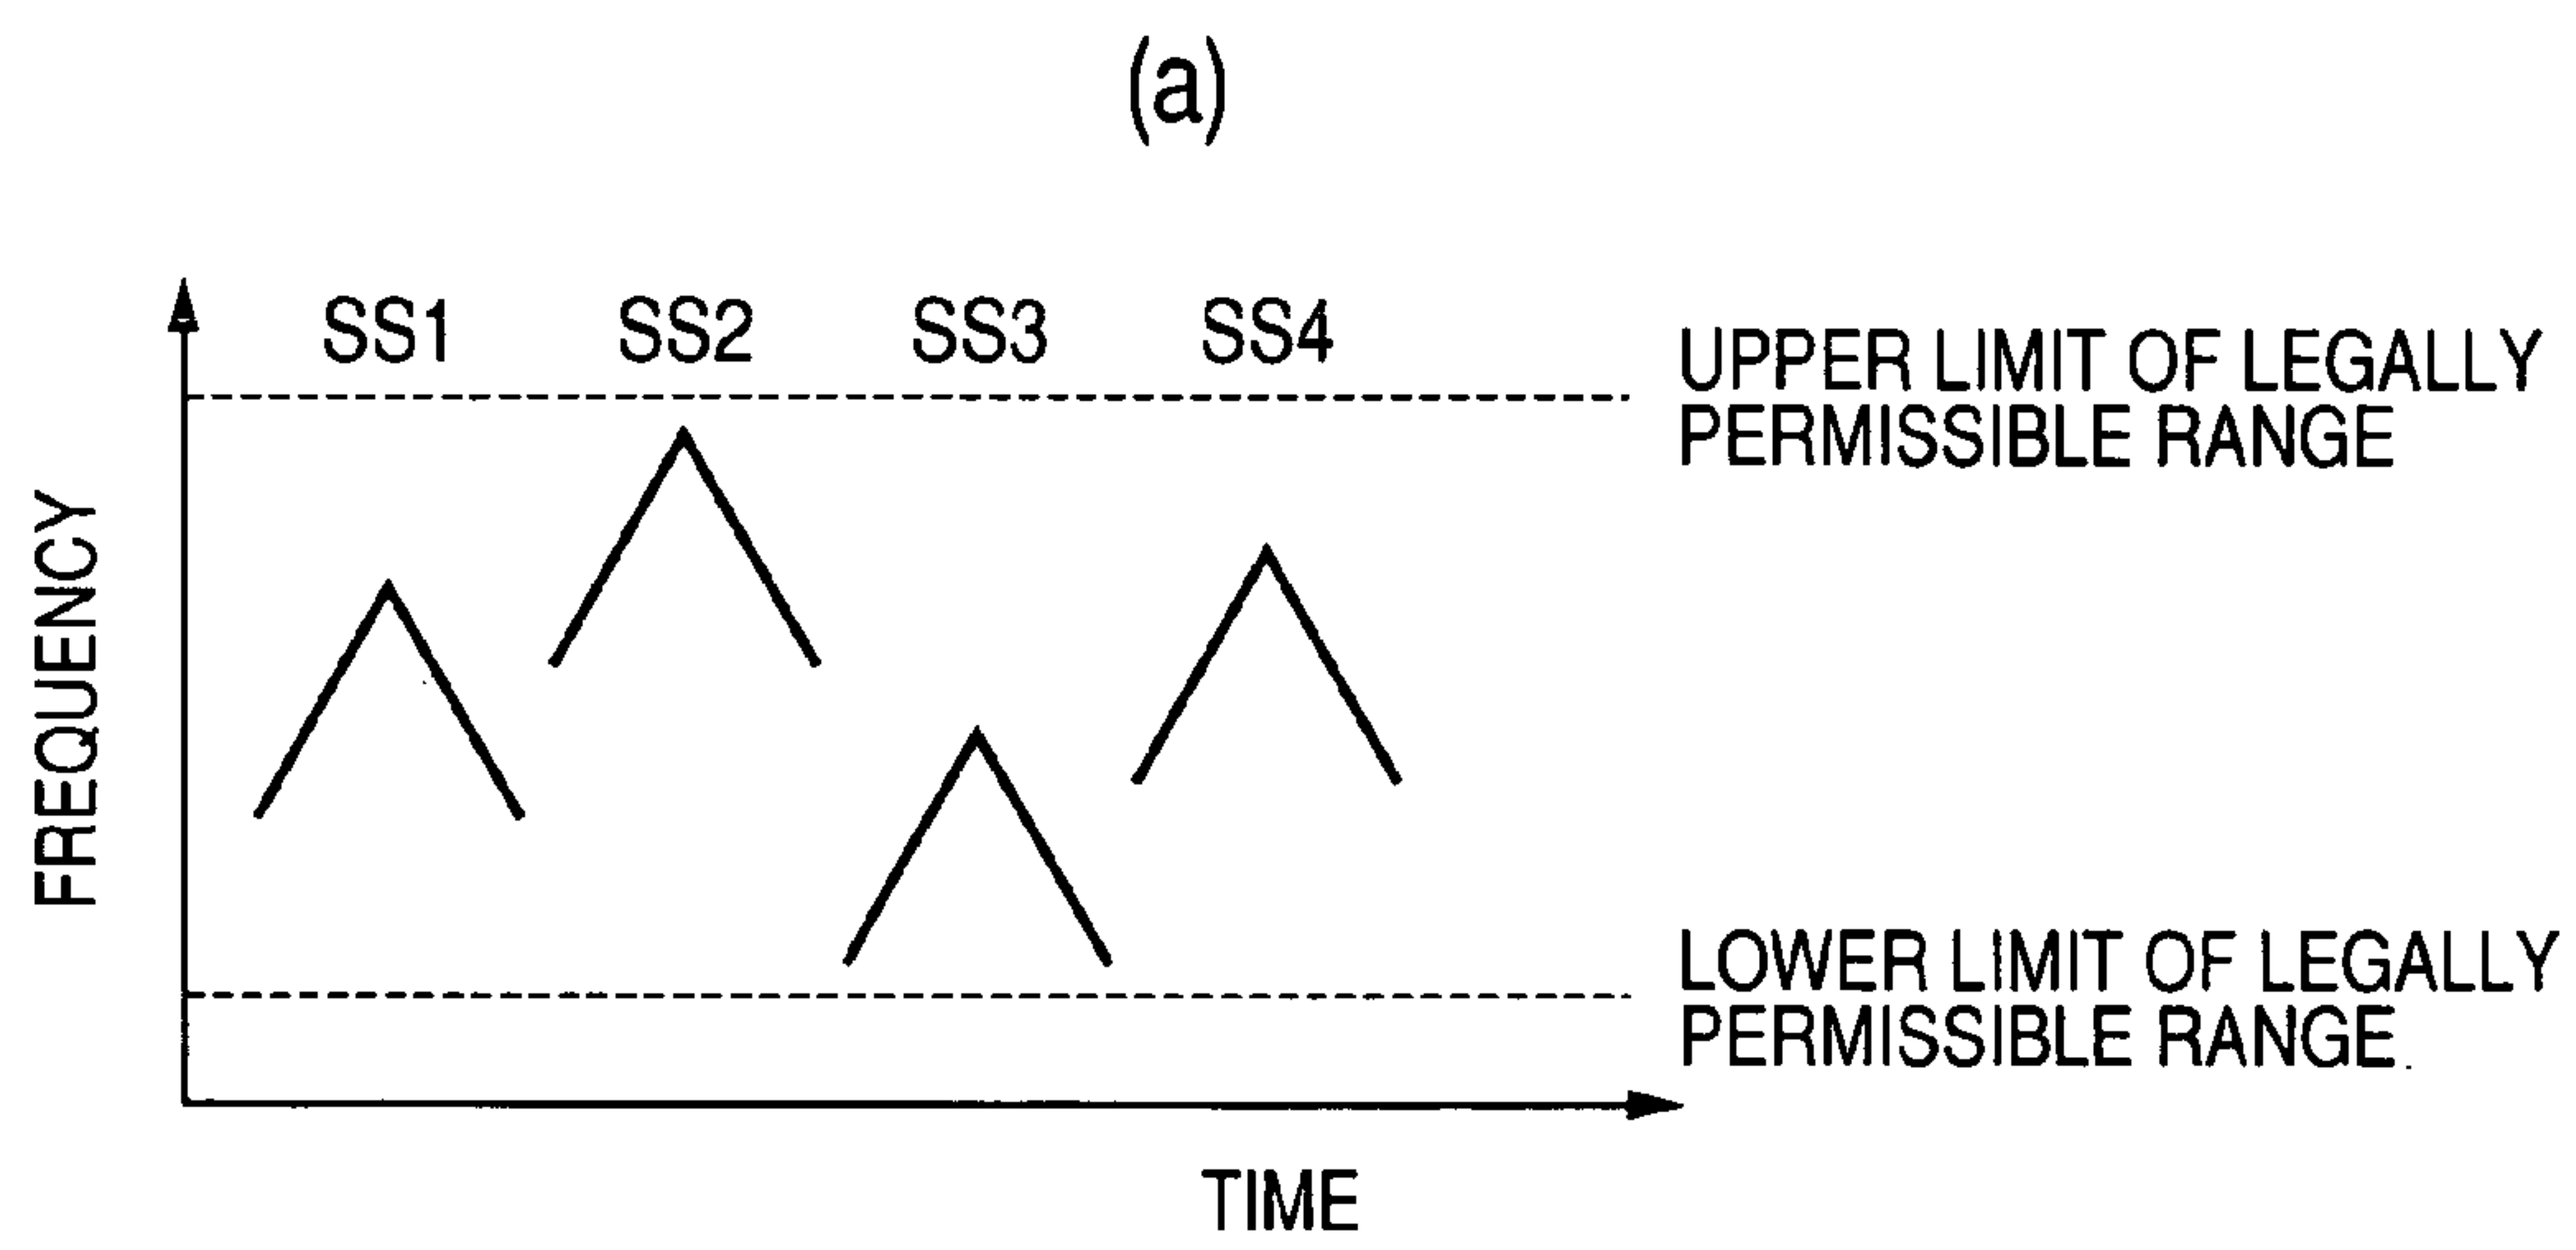 (a)
SS1 SS2 SS3 SS4
UPPER LIMIT OF LEGALLY
PERMISSIBLE RANGE
FREQUENCY
LOWER LIMIT OF LEGALLY
PERMISSIBLE RANGE
TIME